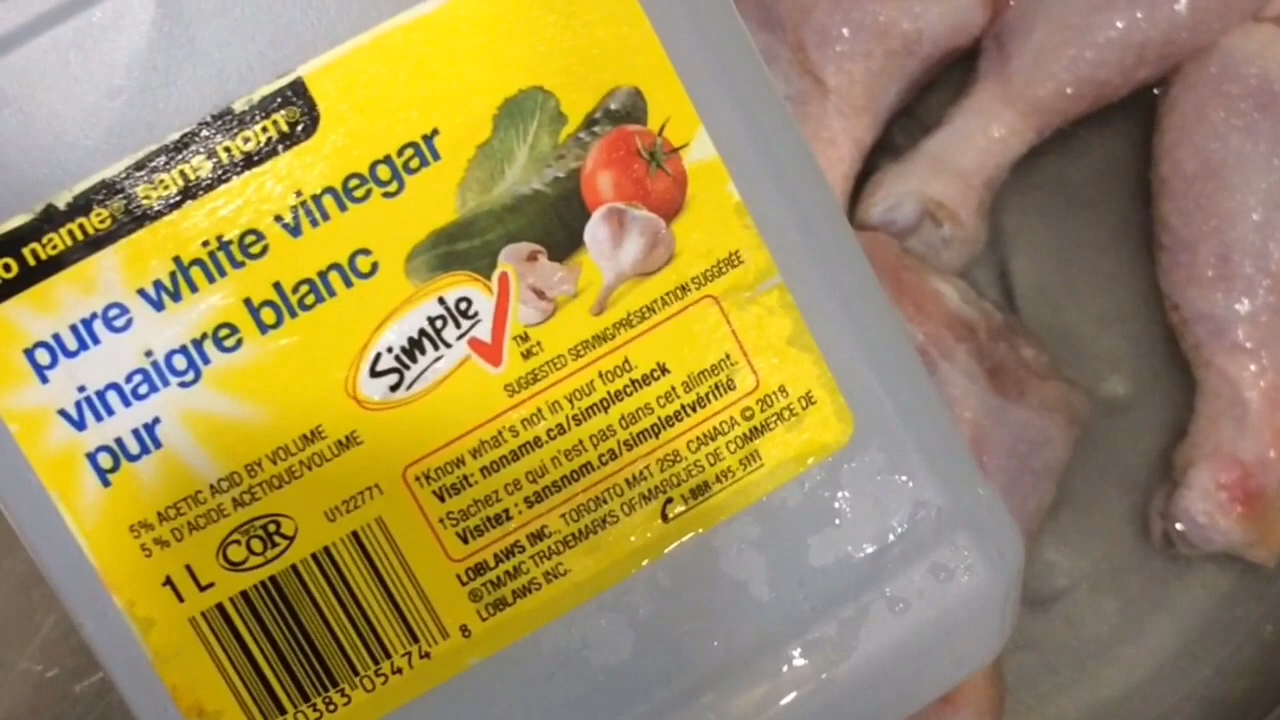 no name® sans nom®
pure white vinegar
vinaigre blanc
pur
Simple
TM
MC†
SUGGESTED SERVING/PRÉSENTATION SUGGÉRÉE
†Know what's not in your food.
Visit: noname.ca/simplecheck
†Sachez ce qui n'est pas dans cet aliment.
Visitez : sansnom.ca/simpleetvérifié
5% ACETIC ACID BY VOLUME
5 % D'ACIDE ACÉTIQUE/VOLUME
1 L
COR
U122771
LOBLAWS INC., TORONTO M4T 2S8, CANADA © 2018
®TM/MC TRADEMARKS OF/MARQUES DE COMMERCE DE
LOBLAWS INC.
1-888-495-5111
0383 05474 8